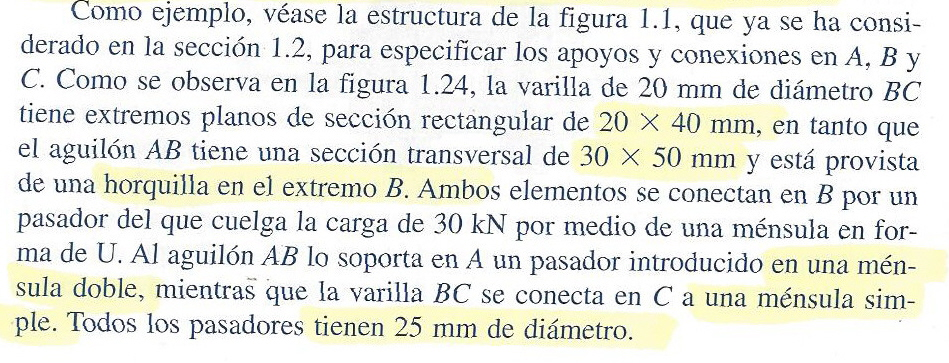 Como ejemplo, véase la estructura de la figura 1.1, que ya se ha consi-
derado en la sección 1.2, para especificar los apoyos y conexiones en A, B y
C. Como se observa en la figura 1.24, la varilla de 20 mm de diámetro BC
tiene extremos planos de sección rectangular de 20 × 40 mm, en tanto que
el aguilón AB tiene una sección transversal de 30 × 50 mm y está provista
de una horquilla en el extremo B. Ambos elementos se conectan en B por un
pasador del que cuelga la carga de 30 kN por medio de una ménsula en for-
ma de U. Al aguilón AB lo soporta en A un pasador introducido en una mén-
sula doble, mientras que la varilla BC se conecta en C a una ménsula sim-
ple. Todos los pasadores tienen 25 mm de diámetro.